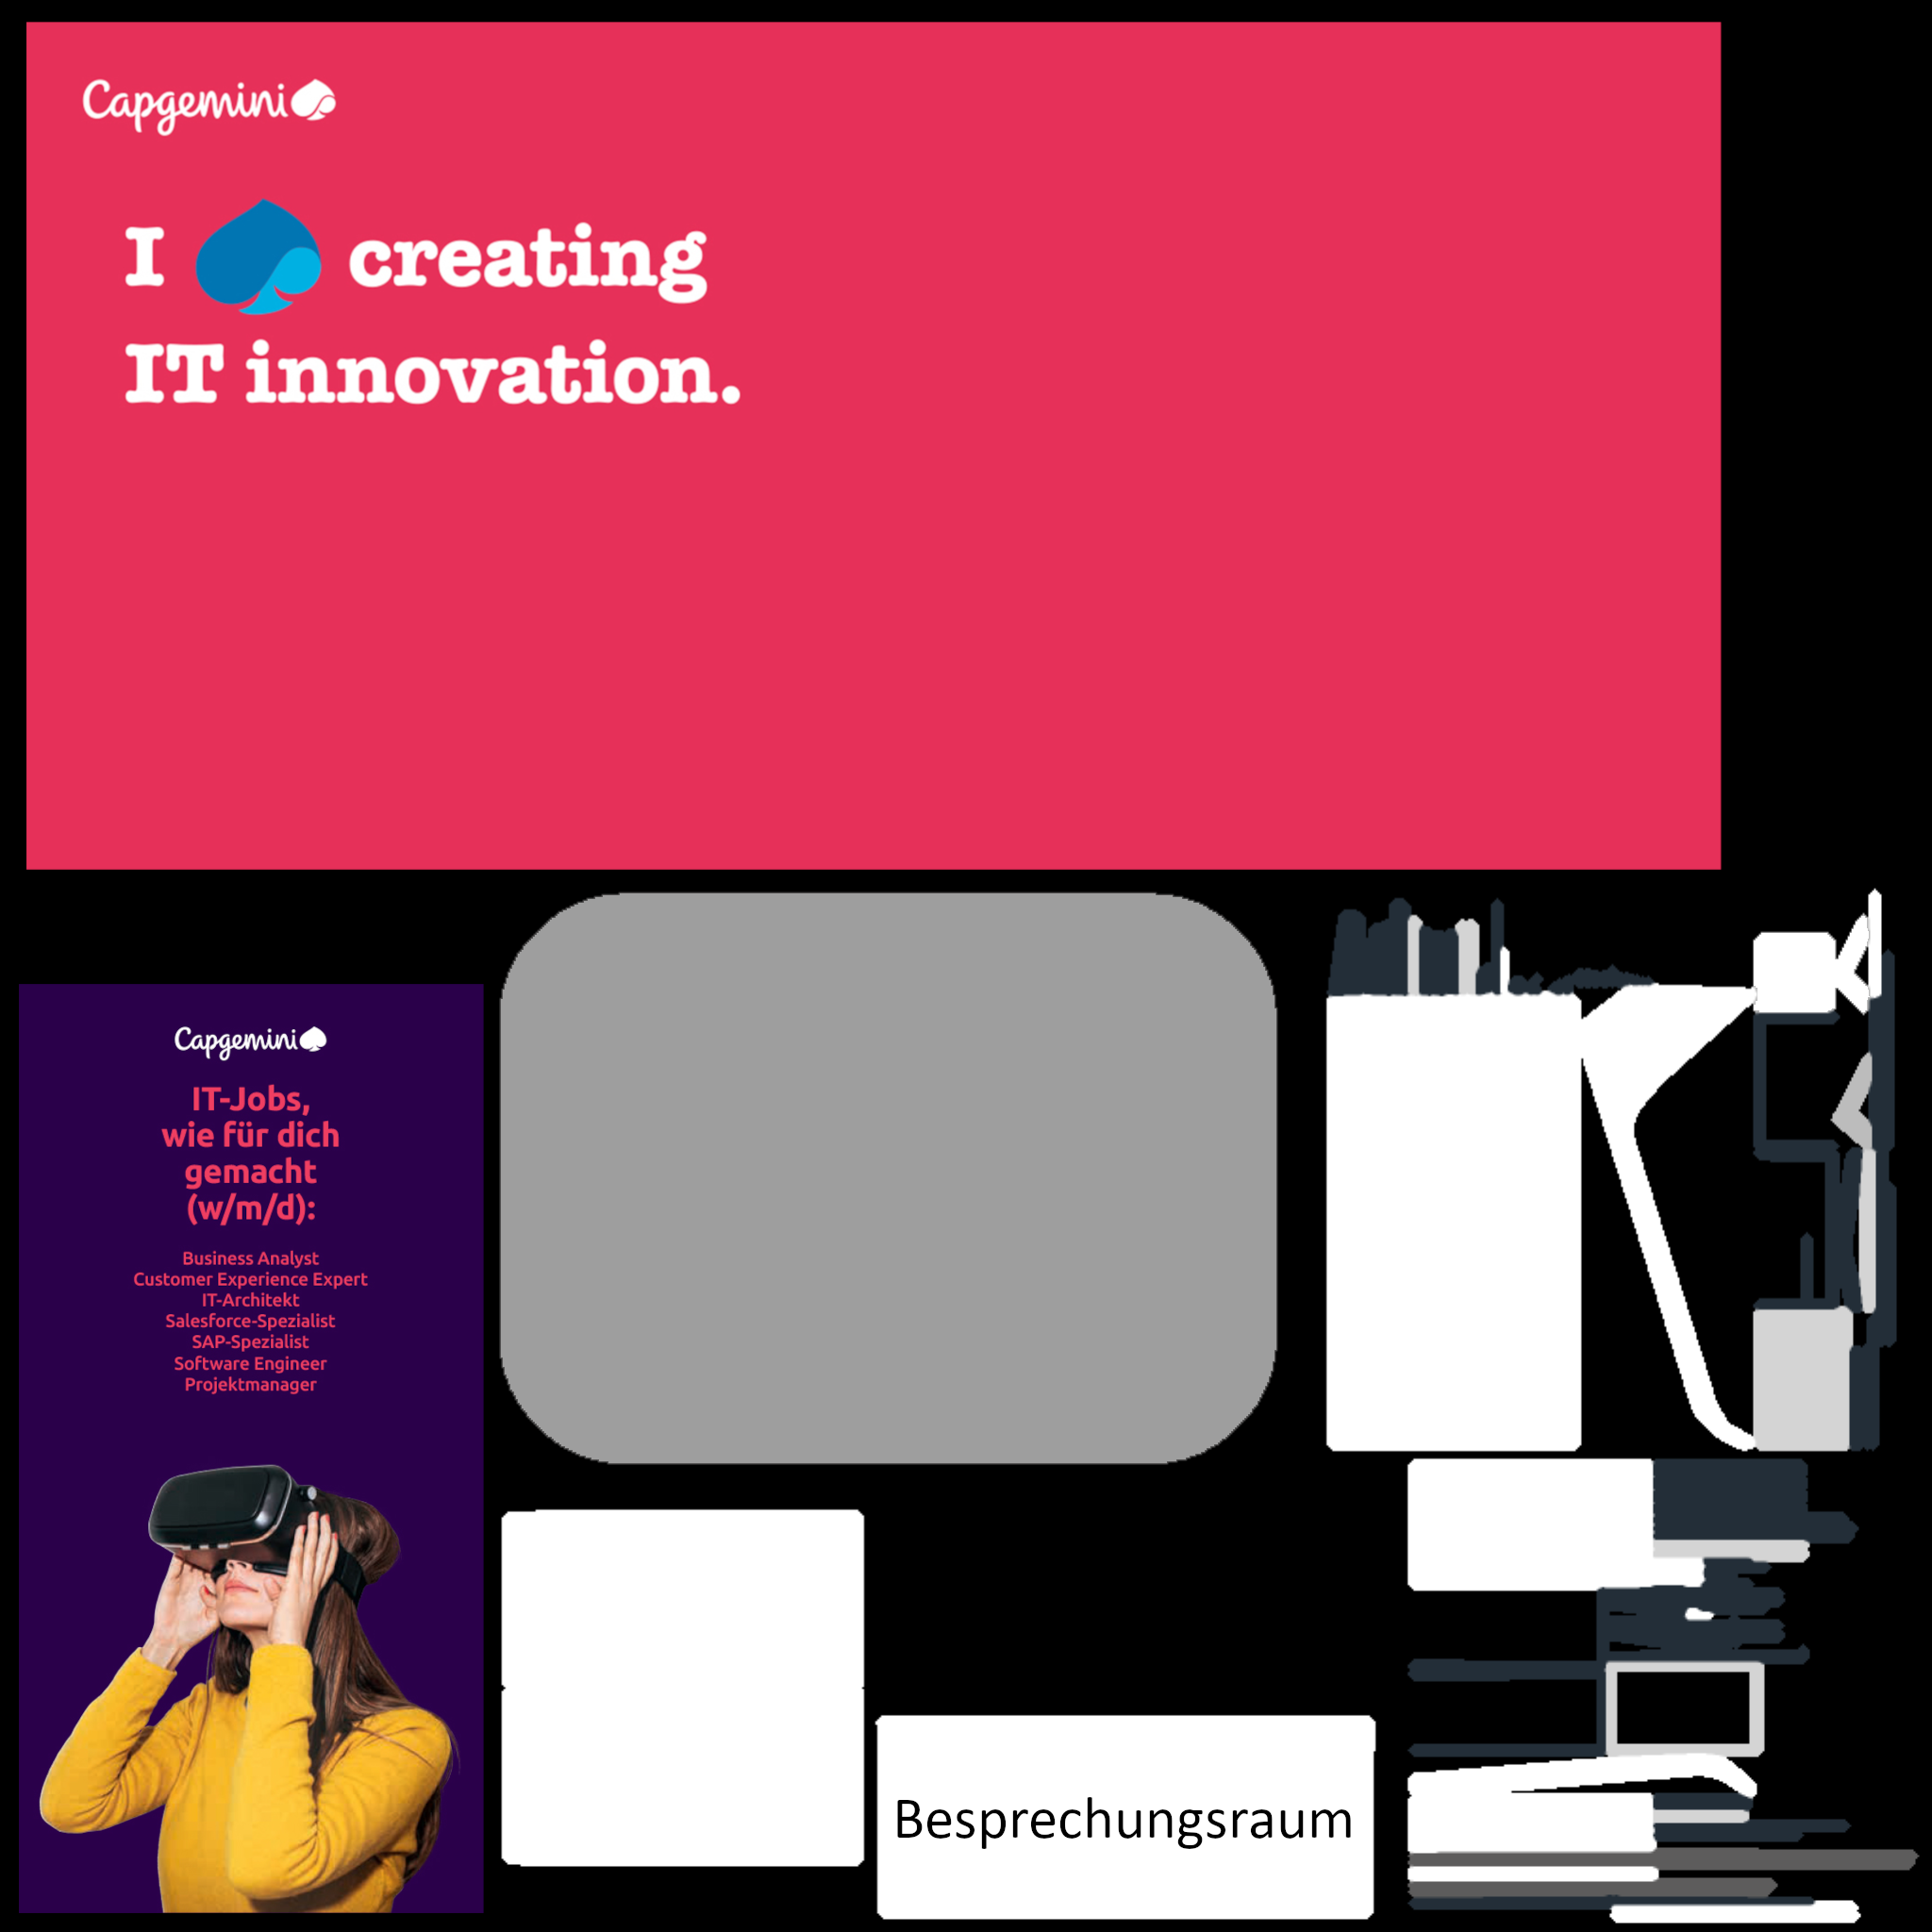 Capgemini
I creating
IT innovation.
Capgemini
IT-Jobs,
wie für dich
gemacht
(w/m/d):
Business Analyst
Customer Experience Expert
IT-Architekt
Salesforce-Spezialist
SAP-Spezialist
Software Engineer
Projektmanager
Besprechungsraum